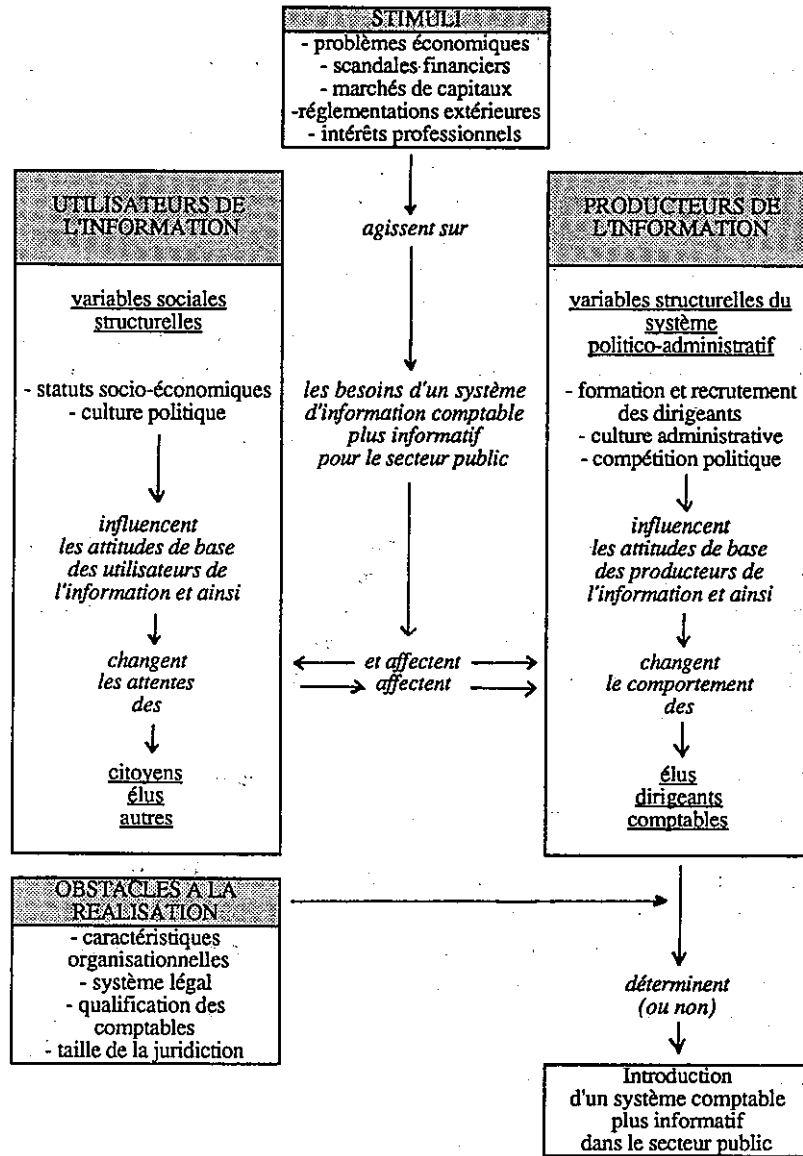 STIMULI
- problèmes économiques
- scandales financiers
- marchés de capitaux
-réglementations extérieures
- intérêts professionnels
UTILISATEURS DE
L'INFORMATION
variables sociales
structurelles
- statuts socio-économiques
- culture politique
influencent
les attitudes de base
des utilisateurs de
l'information et ainsi
changent
les attentes
des
citoyens
élus
autres
agissent sur
les besoins d'un système
d'information comptable
plus informatif
pour le secteur public
et affectent
affectent
PRODUCTEURS DE
L'INFORMATION
variables structurelles du
système
politico-administratif
- formation et recrutement
des dirigeants
- culture administrative
- compétition politique
influencent
les attitudes de base
des producteurs de
l'information et ainsi
changent
le comportement
des
élus
dirigeants
comptables
OBSTACLES A LA
REALISATION
- caractéristiques
organisationnelles
- système légal
- qualification des
comptables
- taille de la juridiction
déterminent
(ou non)
Introduction
d'un système comptable
plus informatif
dans le secteur public